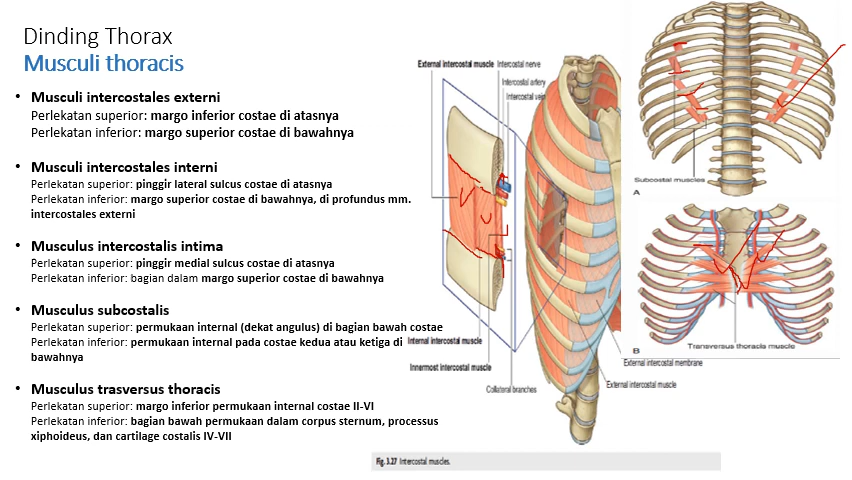 Dinding Thorax
Musculi thoracis
• Musculi intercostales externi
Perlekatan superior: margo inferior costae di atasnya
Perlekatan inferior: margo superior costae di bawahnya
• Musculi intercostales interni
Perlekatan superior: pinggir lateral sulcus costae di atasnya
Perlekatan inferior: margo superior costae di bawahnya, di profundus mm.
intercostales externi
• Musculus intercostalis intima
Perlekatan superior: pinggir medial sulcus costae di atasnya
Perlekatan inferior: bagian dalam margo superior costae di bawahnya
• Musculus subcostalis
Perlekatan superior: permukaan internal (dekat angulus) di bagian bawah costae
Perlekatan inferior: permukaan internal pada costae kedua atau ketiga di
bawahnya
• Musculus trasversus thoracis
Perlekatan superior: margo inferior permukaan internal costae II-VI
Perlekatan inferior: bagian bawah permukaan dalam corpus sternum, processus
xiphoideus, dan cartilage costalis IV-VII
External intercostal muscle
Intercostal nerve
Intercostal artery
Intercostal vein
Internal intercostal muscle
Innermost intercostal muscle
Collateral branches
External intercostal membrane
External intercostal muscle
Fig. 3.27 Intercostal muscles.
Subcostal muscles
A
Transversus thoracis muscle
B